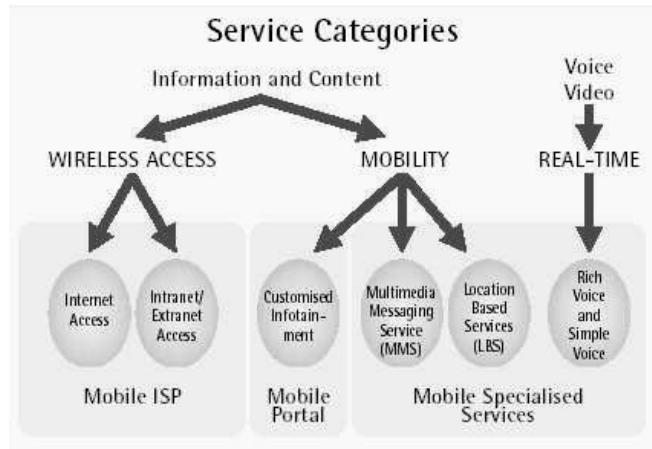 Service Categories
Information and Content
Voice
Video
WIRELESS ACCESS
MOBILITY
REAL-TIME
Internet
Access
Intranet/
Extranet
Access
Customised
Infotain-
ment
Multimedia
Messaging
Service
(MMS)
Location
Based
Services
(LBS)
Rich
Voice
and
Simple
Voice
Mobile ISP
Mobile
Portal
Mobile Specialised
Services